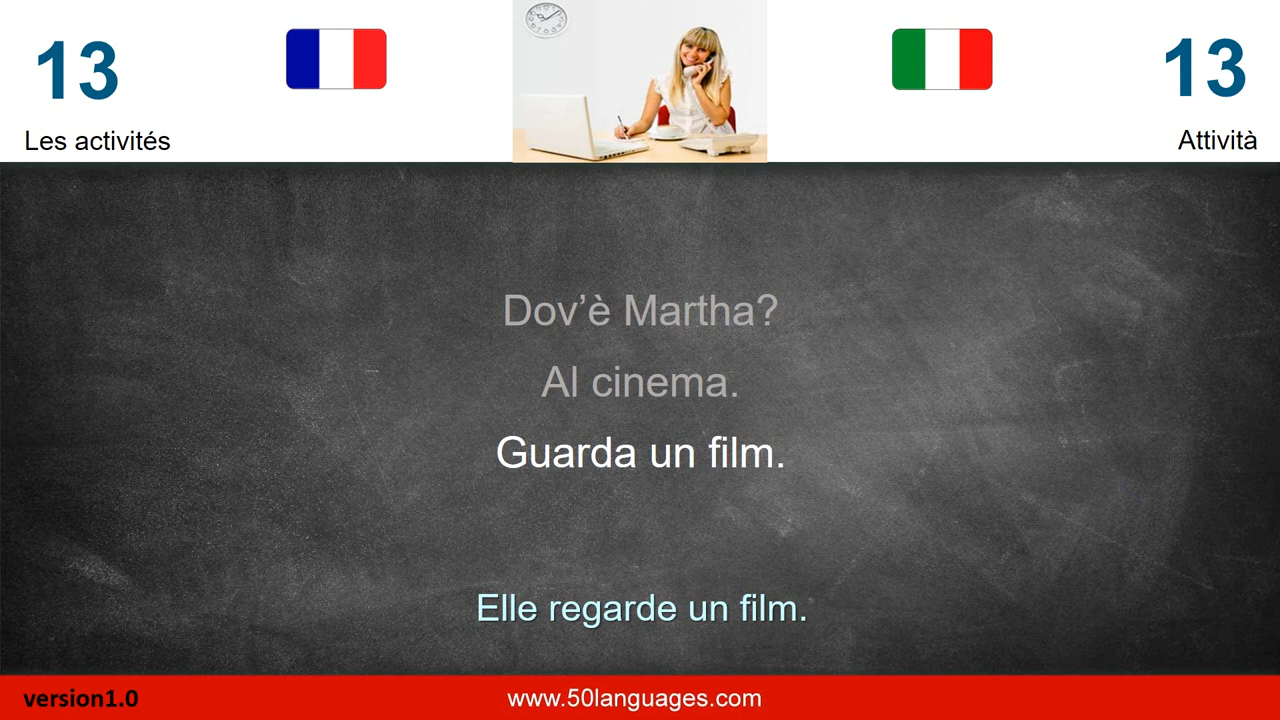 13
13
Les activités
Attività
Dov’è Martha?
Al cinema.
Guarda un film.
Elle regarde un film.
version1.0
www.50languages.com